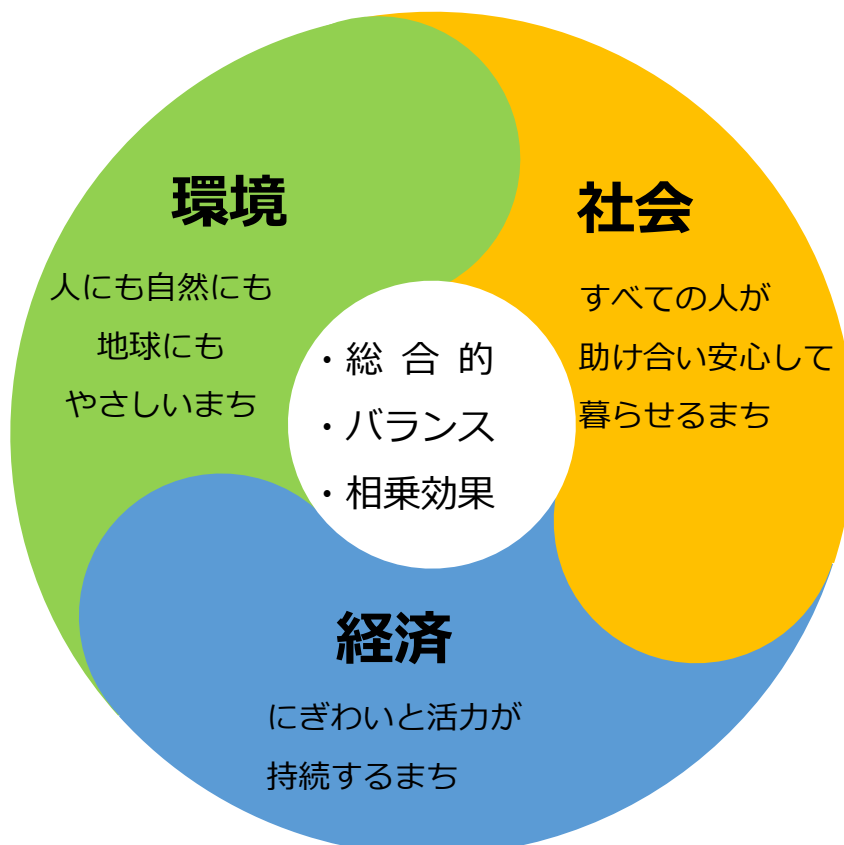 環境
人にも自然にも
地球にも
やさしいまち
社会
すべての人が
助け合い安心して
暮らせるまち
・総 合 的
・バランス
・相乗効果
経済
にぎわいと活力が
持続するまち